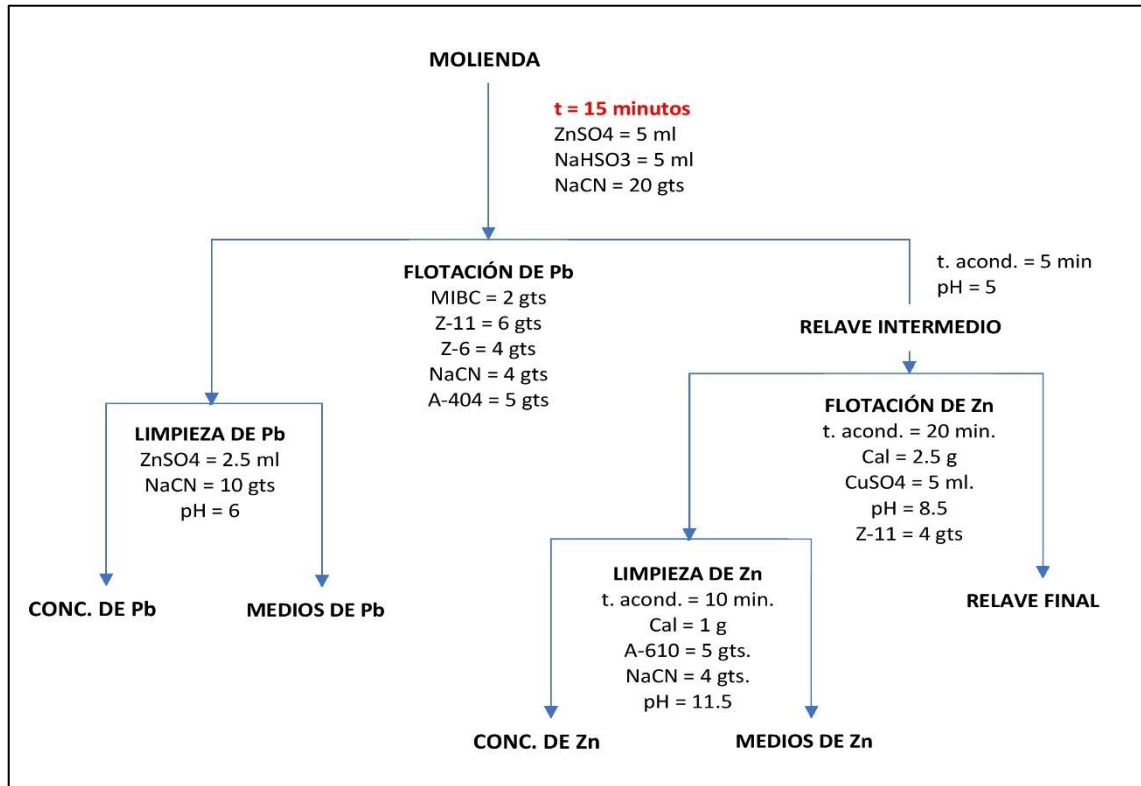 MOLIENDA
t = 15 minutos
ZnSO4 = 5 ml
NaHSO3 = 5 ml
NaCN = 20 gts
FLOTACIÓN DE Pb
MIBC = 2 gts
Z-11 = 6 gts
Z-6 = 4 gts
NaCN = 4 gts
A-404 = 5 gts
t. acond. = 5 min
pH = 5
RELAVE INTERMEDIO
LIMPIEZA DE Pb
ZnSO4 = 2.5 ml
NaCN = 10 gts
pH = 6
FLOTACIÓN DE Zn
t. acond. = 20 min.
Cal = 2.5 g
CuSO4 = 5 ml.
pH = 8.5
Z-11 = 4 gts
CONC. DE Pb
MEDIOS DE Pb
LIMPIEZA DE Zn
t. acond. = 10 min.
Cal = 1 g
A-610 = 5 gts.
NaCN = 4 gts.
pH = 11.5
RELAVE FINAL
CONC. DE Zn
MEDIOS DE Zn